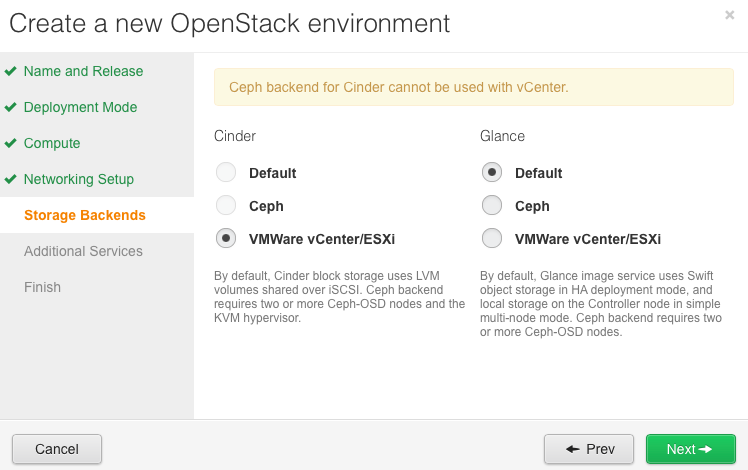 Create a new OpenStack environment
×
Name and Release
Deployment Mode
Compute
Networking Setup
Storage Backends
Additional Services
Finish
Ceph backend for Cinder cannot be used with vCenter.
Cinder
Default
Ceph
VMWare vCenter/ESXi
By default, Cinder block storage uses LVM
volumes shared over iSCSI. Ceph backend
requires two or more Ceph-OSD nodes and the
KVM hypervisor.
Glance
Default
Ceph
VMWare vCenter/ESXi
By default, Glance image service uses Swift
object storage in HA deployment mode, and
local storage on the Controller node in simple
multi-node mode. Ceph backend requires two
or more Ceph-OSD nodes.
Cancel
Prev
Next